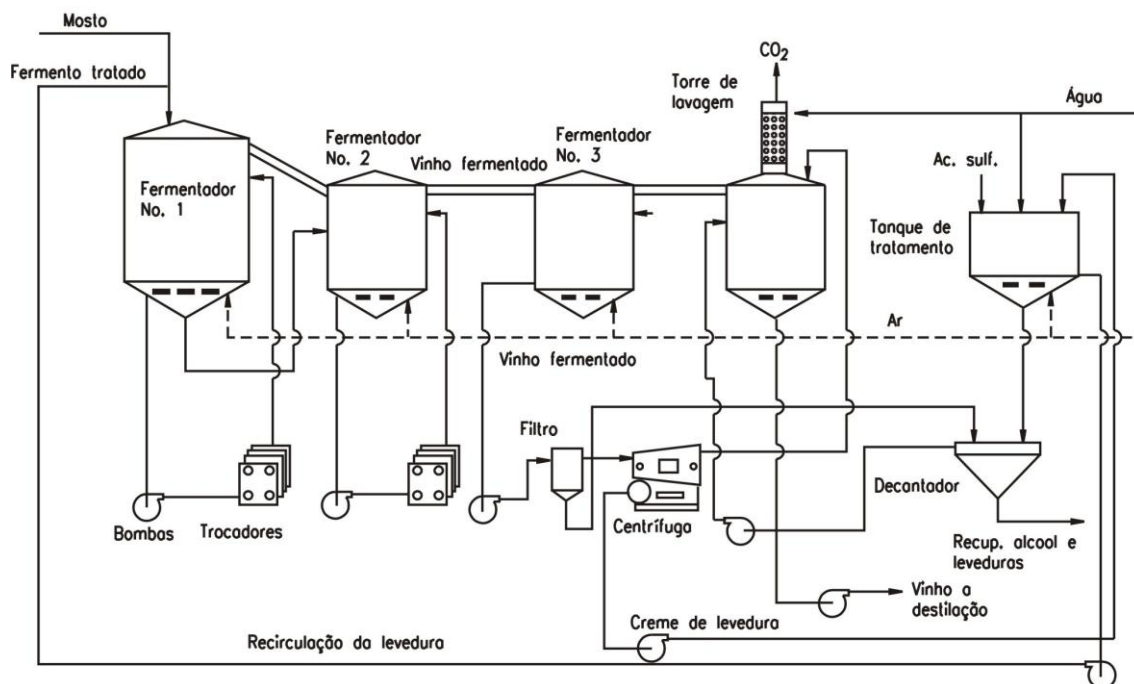 Mosto
Fermento tratado
CO2
Torre de
lavagem
Água
Fermentador
No. 2
Fermentador
No. 3
Vinho fermentado
Ac. sulf.
Fermentador
No. 1
Tanque de
tratamento
Ar
Vinho fermentado
Filtro
Decantador
Bombas
Trocadores
Centrífuga
Recup. alcool e
leveduras
Vinho a
destilação
Creme de levedura
Recirculação da levedura